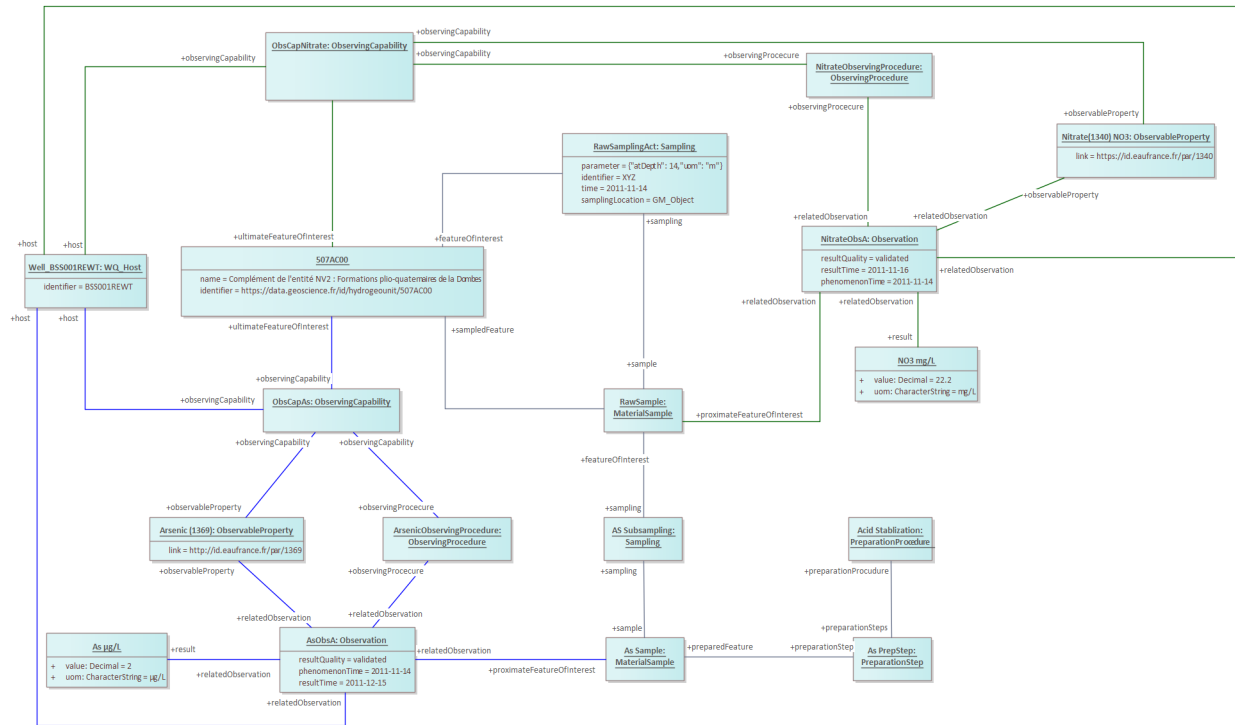 +observingCapability
ObsCapNitrate: ObservingCapability
+observingCapability
+observingCapability
+observingProcecure
NitrateObservingProcedure:
ObservingProcedure
+observingProcecure
+observableProperty
Nitrate(1340) NO3: ObservableProperty
link = https://id.eaufrance.fr/par/1340
+observableProperty
RawSamplingAct: Sampling
parameter = {"atDepth": 14,"uom": "m"}
identifier = XYZ
time = 2011-11-14
samplingLocation = GM_Object
+sampling
+relatedObservation
+relatedObservation
+ultimateFeatureOfInterest
+featureOfInterest
+host
+host
Well_BSS001REWT: WQ_Host
identifier = BSS001REWT
+host
+host
507AC00
name = Complément de l'entité NV2 : Formations plio-quaternaires de la Dombes
identifier = https://data.geoscience.fr/id/hydrogeounit/507AC00
NitrateObsA: Observation
resultQuality = validated
resultTime = 2011-11-16
phenomenonTime = 2011-11-14
+relatedObservation
+relatedObservation
+relatedObservation
+ultimateFeatureOfInterest
+sampledFeature
+result
NO3 mg/L
+ value: Decimal = 22.2
+ uom: CharacterString = mg/L
+sample
+observingCapability
+observingCapability
ObsCapAs: ObservingCapability
RawSample:
MaterialSample
+proximateFeatureOfInterest
+observingCapability
+observingCapability
+featureOfInterest
+observableProperty
+observingProcecure
+sampling
Arsenic (1369): ObservableProperty
link = http://id.eaufrance.fr/par/1369
ArsenicObservingProcedure:
ObservingProcedure
AS Subsampling:
Sampling
Acid Stablization:
PreparationProcedure
+observableProperty
+observingProcecure
+sampling
+preparationProcudure
+relatedObservation
+relatedObservation
+sample
+preparationSteps
As µg/L
+ value: Decimal = 2
+ uom: CharacterString = µg/L
+result
+relatedObservation
AsObsA: Observation
resultQuality = validated
phenomenonTime = 2011-11-14
resultTime = 2011-12-15
+relatedObservation
+proximateFeatureOfInterest
As Sample:
MaterialSample
+preparedFeature
+preparationStep
As PrepStep:
PreparationStep
+relatedObservation